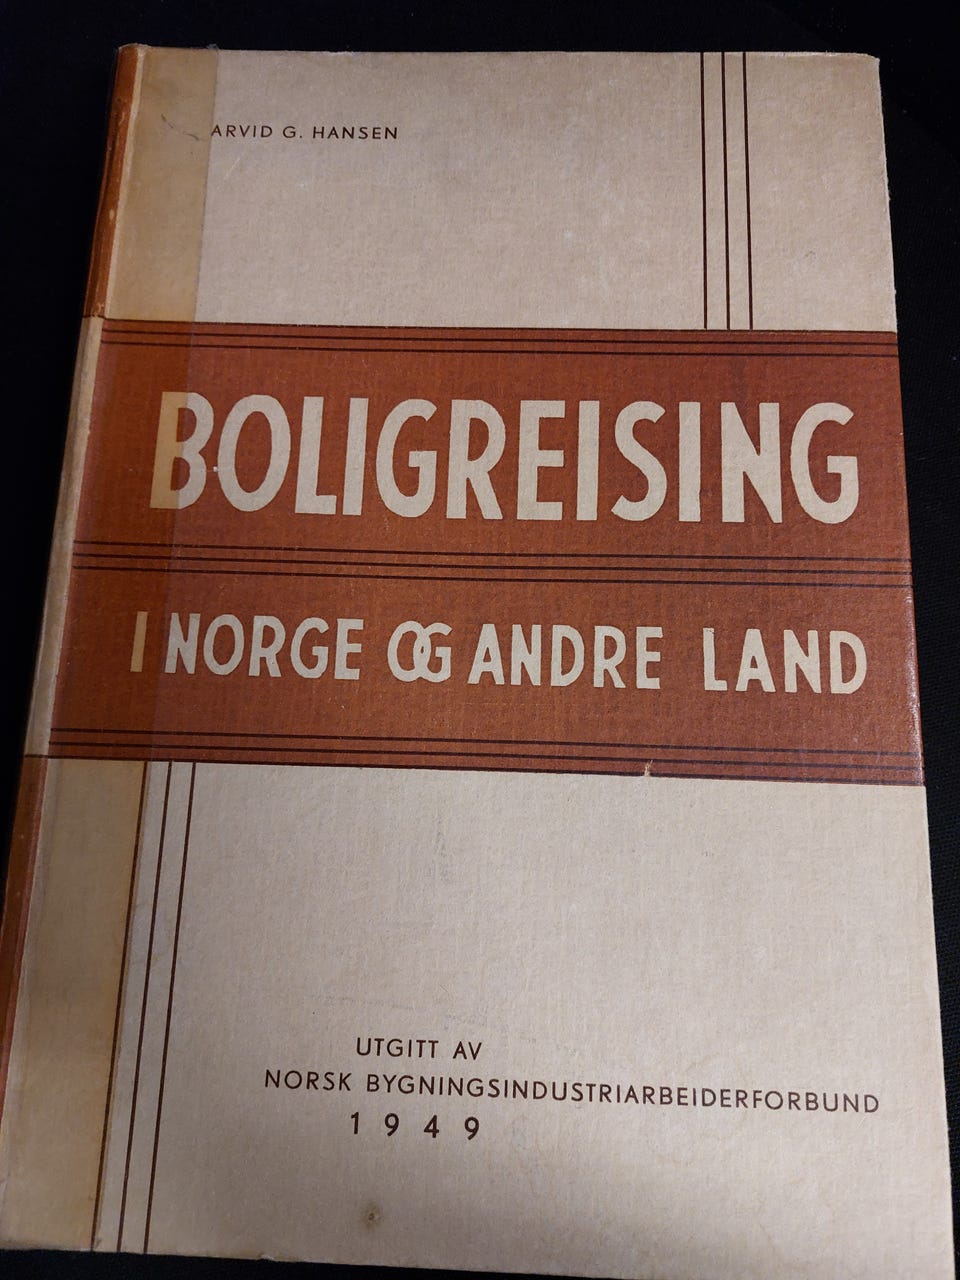 ARVID G. HANSEN
BOLIGREISING
I NORGE OG ANDRE LAND
UTGITT AV
NORSK BYGNINGSINDUSTRIARBEIDERFORBUND
1949